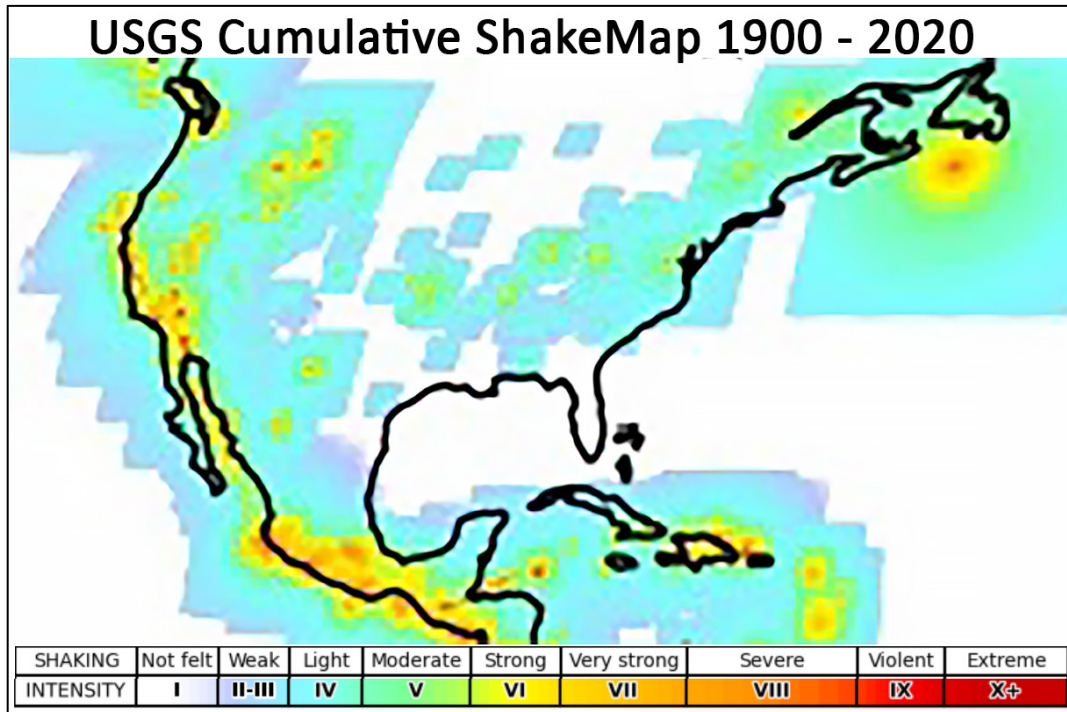 USGS Cumulative ShakeMap 1900 - 2020
SHAKING Not felt Weak Light Moderate Strong Very strong Severe Violent Extreme
INTENSITY I II-III IV V VI VII VIII IX X+